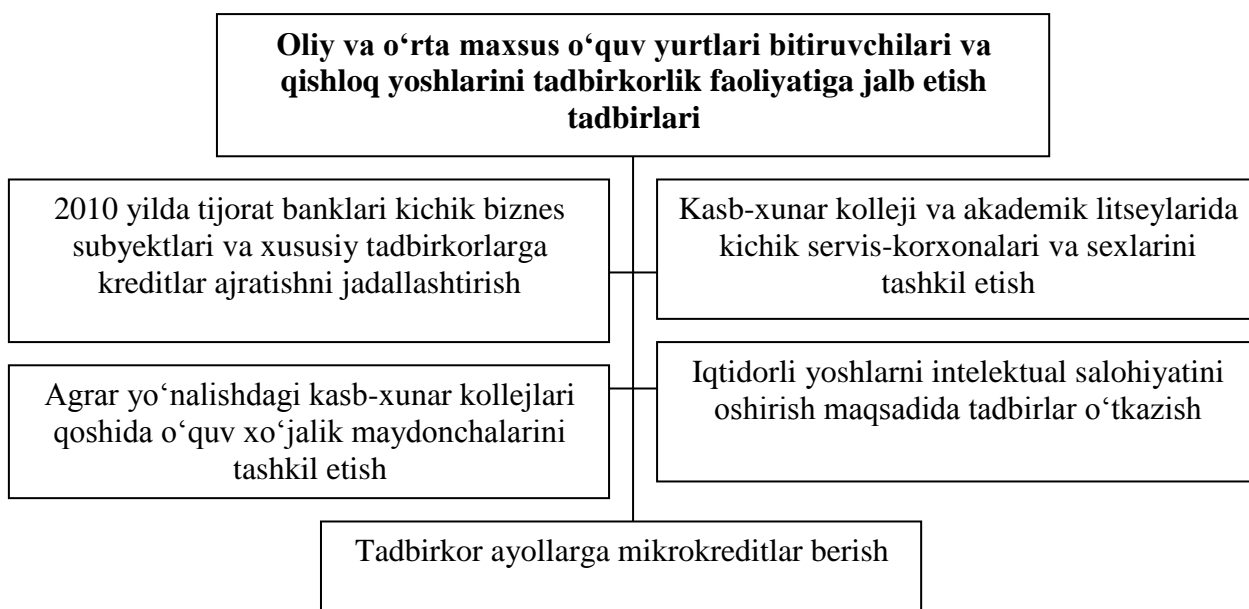 Oliy va o‘rta maxsus o‘quv yurtlari bitiruvchilari va
qishloq yoshlarini tadbirkorlik faoliyatiga jalb etish
tadbirlari
2010 yilda tijorat banklari kichik biznes
subyektlari va xususiy tadbirkorlarga
kreditlar ajratishni jadallashtirish
Kasb-xunar kolleji va akademik litseylarida
kichik servis-korxonalari va sexlarini
tashkil etish
Agrar yo‘nalishdagi kasb-xunar kollejlari
qoshida o‘quv xo‘jalik maydonchalarini
tashkil etish
Iqtidorli yoshlarni intelektual salohiyatini
oshirish maqsadida tadbirlar o‘tkazish
Tadbirkor ayollarga mikrokreditlar berish